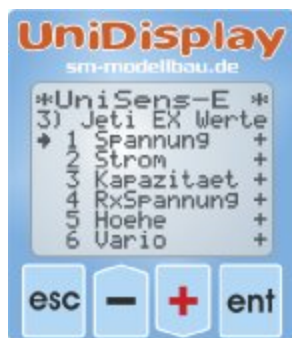 UniDisplay
sm-modellbau.de
*UniSens-E *
3) Jeti EX Werte
→ 1 Spannung +
2 Strom +
3 Kapazitaet +
4 RxSpannung +
5 Hoehe +
6 Vario +
esc − + ent